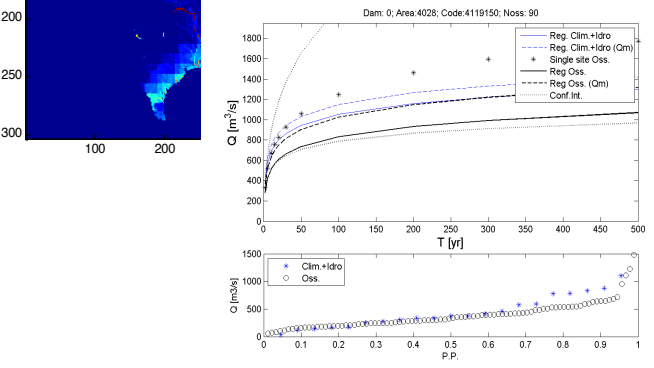 200
250
300
100
200
Dam: 0; Area:4028; Code:4119150; Noss: 90
1800
1600
1400
1200
1000
800
600
400
200
0
Q [m³/s]
Reg. Clim.+Idro
Reg. Clim.+Idro (Qm)
Single site Oss.
Reg Oss.
Reg Oss. (Qm)
Conf.Int.
0 50 100 150 200 250 300 350 400 450 500
T [yr]
1500
1000
500
0
Q [m3/s]
Clim.+Idro
Oss.
0 0.1 0.2 0.3 0.4 0.5 0.6 0.7 0.8 0.9 1
P.P.